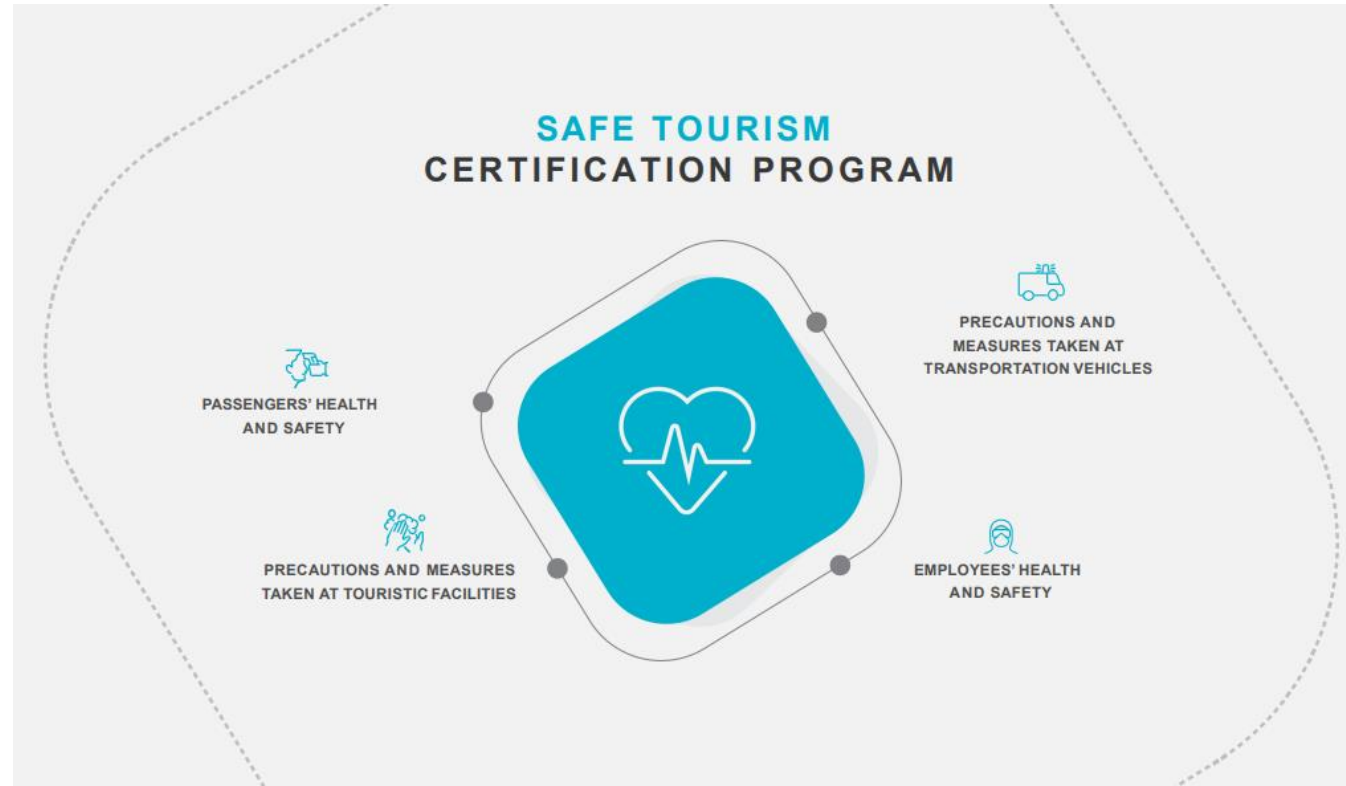 SAFE TOURISM
CERTIFICATION PROGRAM
PASSENGERS' HEALTH
AND SAFETY
PRECAUTIONS AND MEASURES
TAKEN AT TOURISTIC FACILITIES
PRECAUTIONS AND
MEASURES TAKEN AT
TRANSPORTATION VEHICLES
EMPLOYEES' HEALTH
AND SAFETY